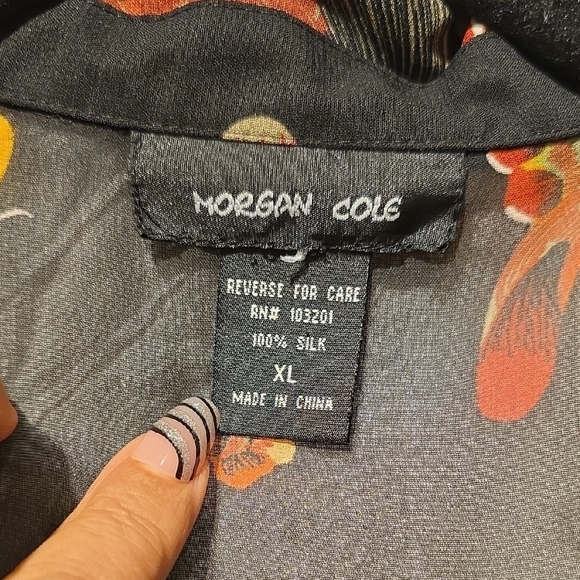 MORGAN COLE
REVERSE FOR CARE
RN# 103201
100% SILK
XL
MADE IN CHINA